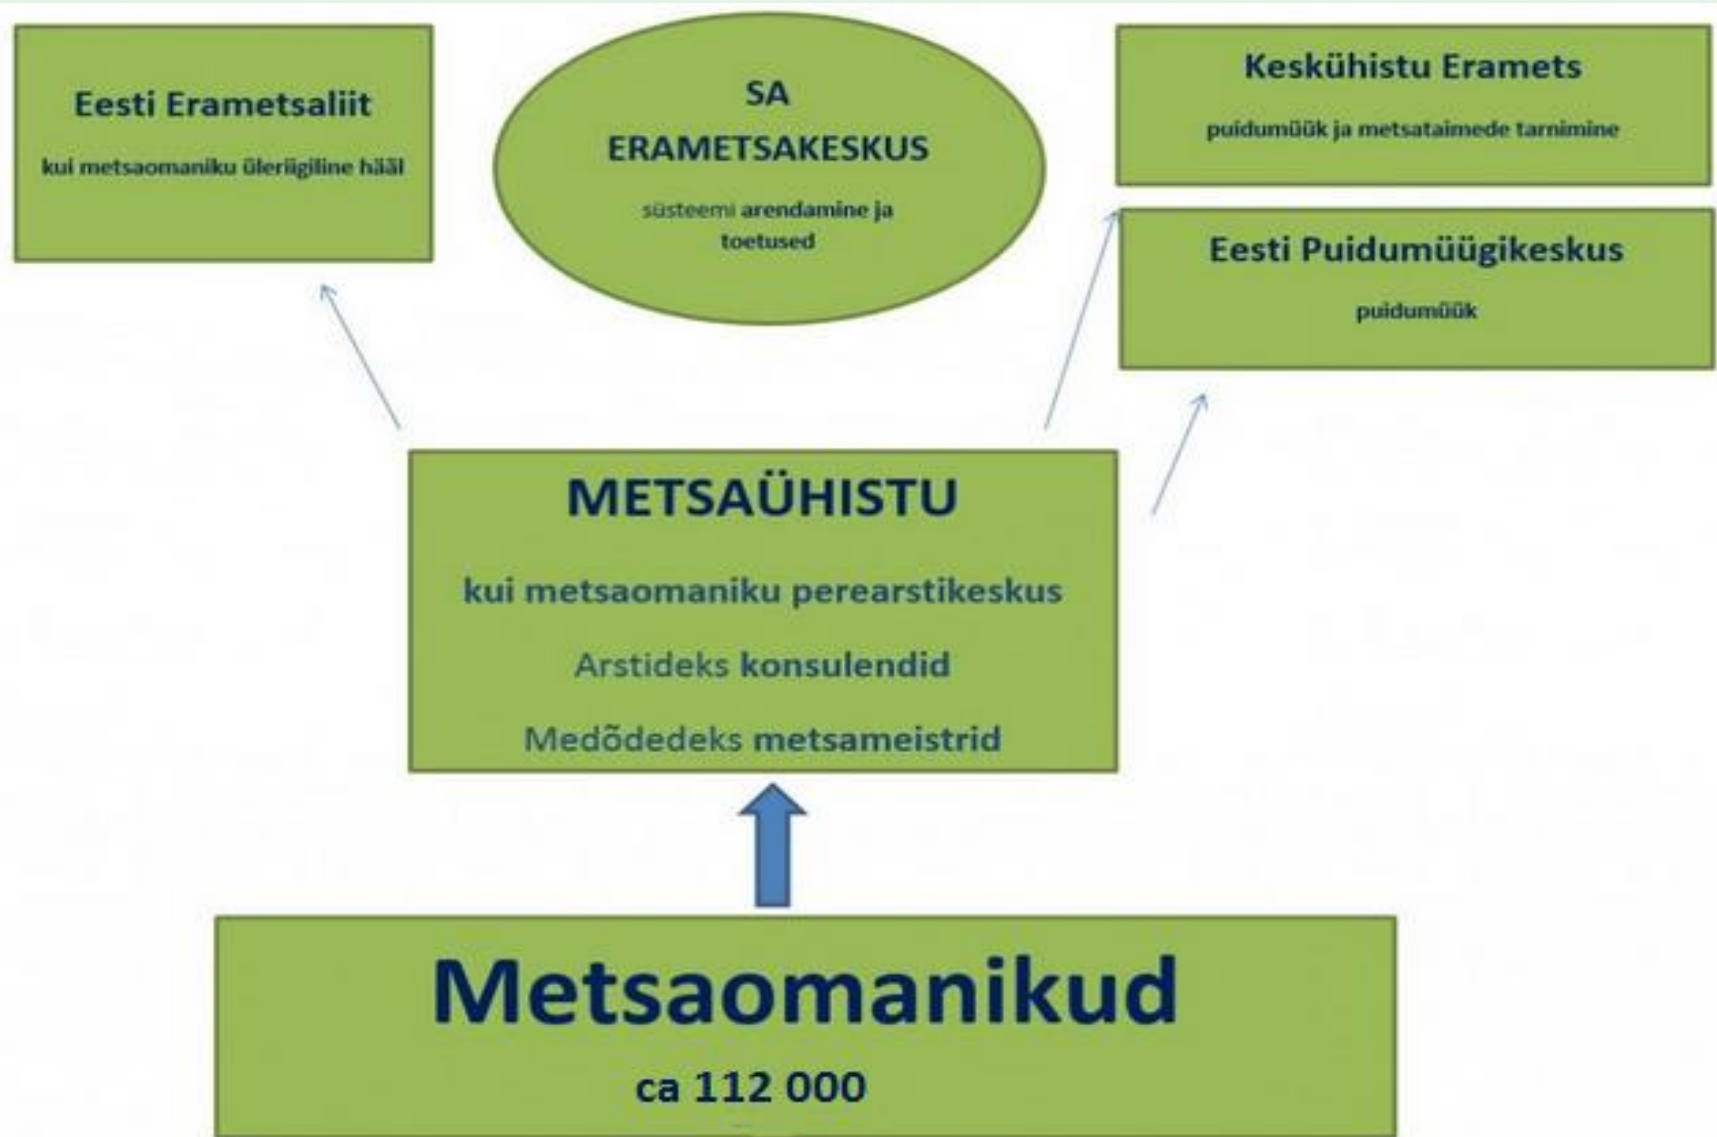 Eesti Erametsaliit
kui metsaomaniku üleriigiline hääl
SA
ERAMETSAKESKUS
süsteemi arendamine ja
toetused
Keskühistu Eramets
puidumüük ja metsataimede tarnimine
Eesti Puidumüügikeskus
puidumüük
METSAÜHISTU
kui metsaomaniku perearstikeskus
Arstideks konsulendid
Medõdedeks metsameistrid
Metsaomanikud
ca 112 000